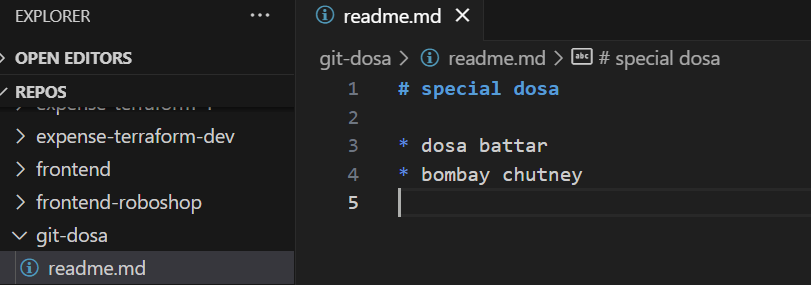 EXPLORER
···
OPEN EDITORS
REPOS
expense-terraform-dev
frontend
frontend-roboshop
git-dosa
readme.md
readme.md
git-dosa > readme.md > # special dosa
1 # special dosa
2
3 * dosa battar
4 * bombay chutney
5